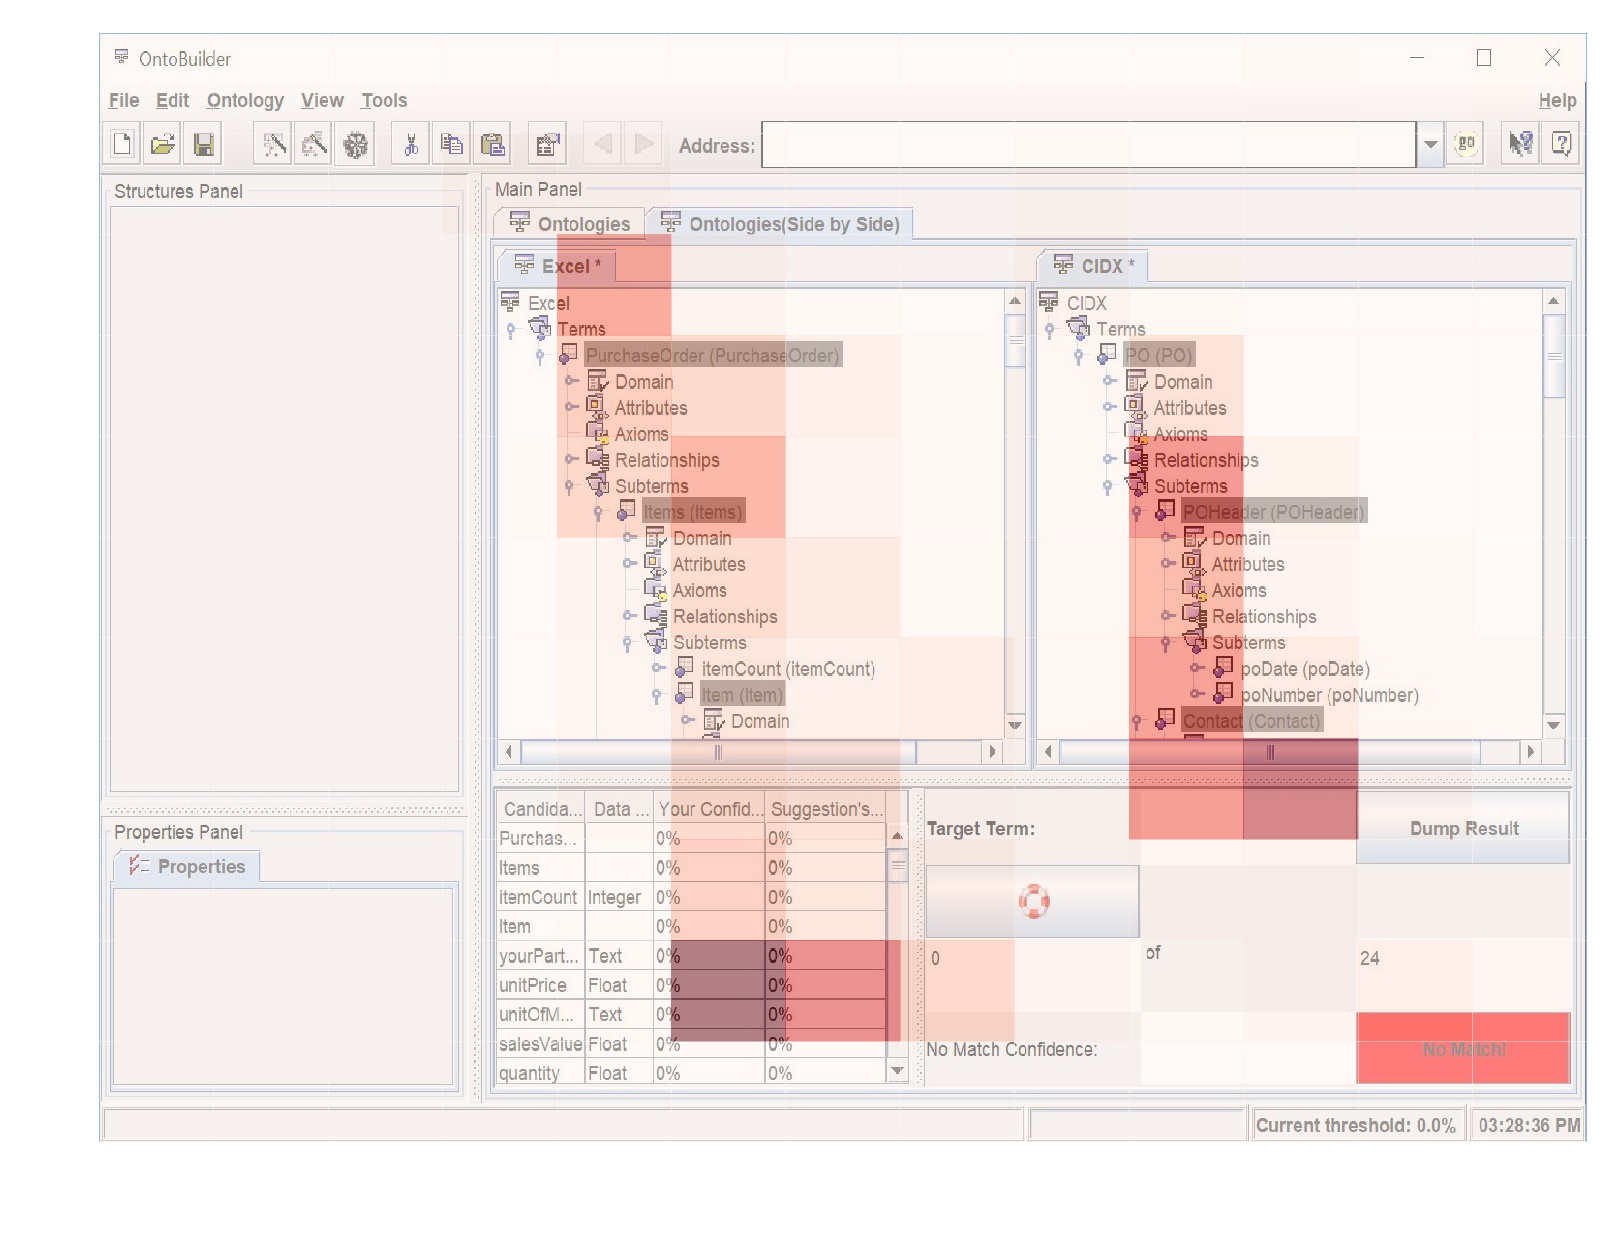 OntoBuilder
File Edit Ontology View Tools Help
Address: go
Structures Panel
Main Panel
Ontologies Ontologies(Side by Side)
Excel * CIDX *
Excel
Terms
PurchaseOrder (PurchaseOrder)
Domain
Attributes
Axioms
Relationships
Subterms
Items (Items)
Domain
Attributes
Axioms
Relationships
Subterms
itemCount (itemCount)
Item (Item)
Domain
CIDX
Terms
PO (PO)
Domain
Attributes
Axioms
Relationships
Subterms
POHeader (POHeader)
Domain
Attributes
Axioms
Relationships
Subterms
poDate (poDate)
poNumber (poNumber)
Contact (Contact)
Properties Panel
Properties
Candida... Data ... Your Confid... Suggestion's...
Purchas... 0% 0%
Items 0% 0%
itemCount Integer 0% 0%
Item 0% 0%
yourPart... Text 0% 0%
unitPrice Float 0% 0%
unitOfM... Text 0% 0%
salesValue Float 0% 0%
quantity Float 0% 0%
Target Term: Dump Result
0 of 24
No Match Confidence: No Match!
Current threshold: 0.0% 03:28:36 PM